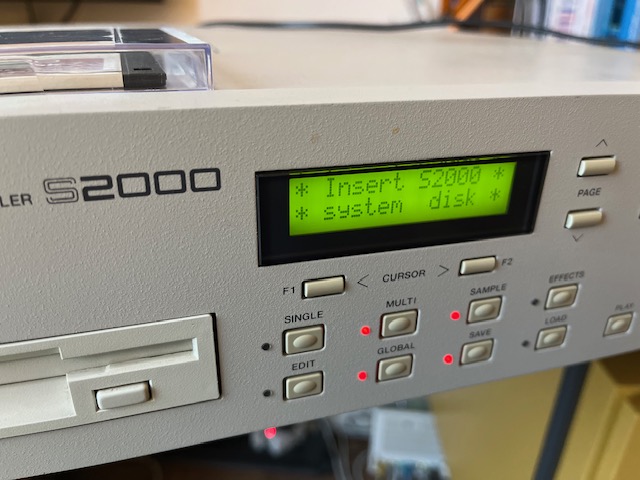 LER S2000
* Insert S2000 *
* system disk *
PAGE
F1 < CURSOR > F2
SINGLE MULTI SAMPLE EFFECTS
EDIT GLOBAL SAVE LOAD PLAY